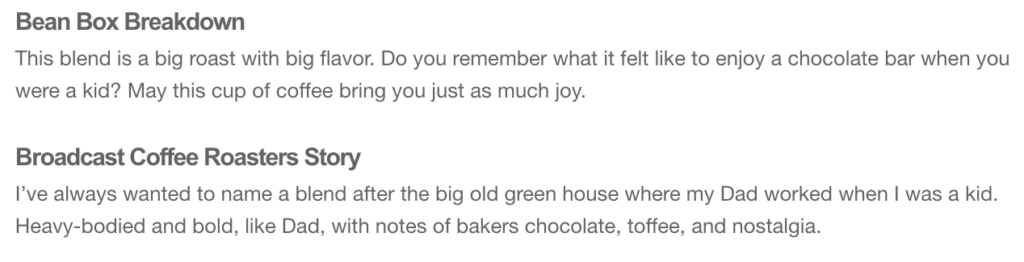 Bean Box Breakdown
This blend is a big roast with big flavor. Do you remember what it felt like to enjoy a chocolate bar when you
were a kid? May this cup of coffee bring you just as much joy.
Broadcast Coffee Roasters Story
I’ve always wanted to name a blend after the big old green house where my Dad worked when I was a kid.
Heavy-bodied and bold, like Dad, with notes of bakers chocolate, toffee, and nostalgia.